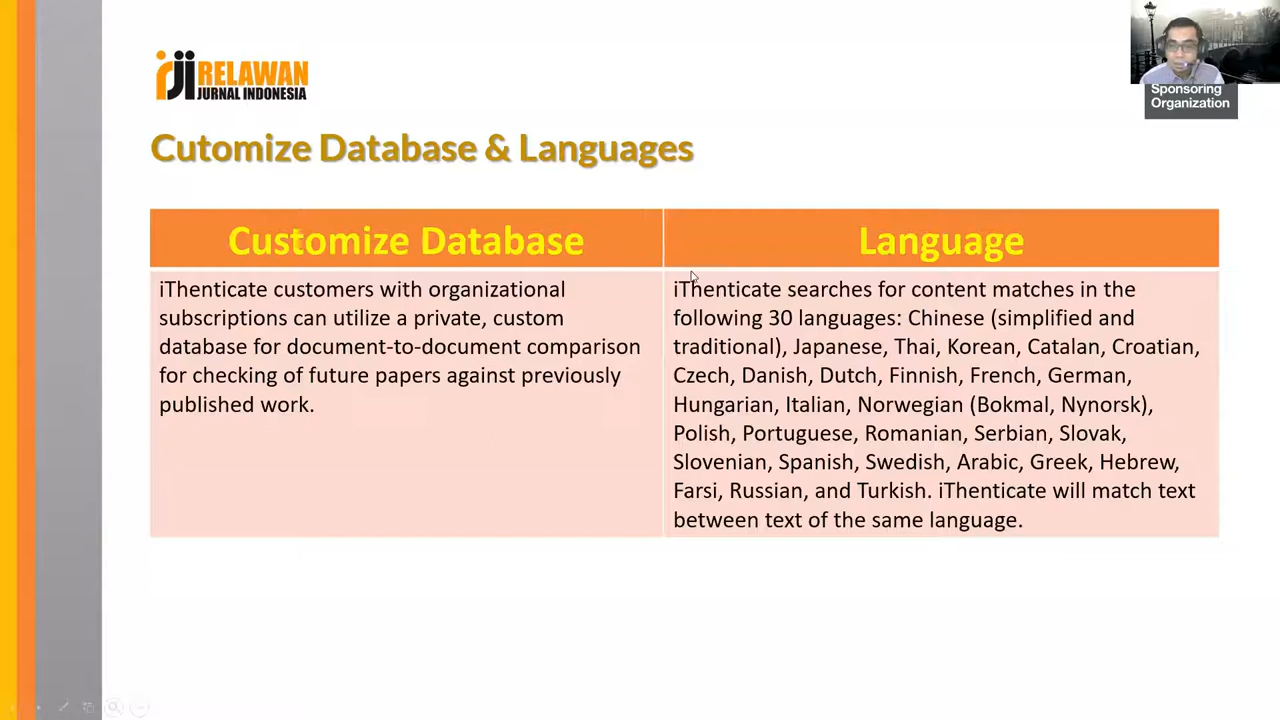 RELAWAN
JURNAL INDONESIA
Sponsoring
Organization
Cutomize Database & Languages
Customize Database
Language
iThenticate customers with organizational
subscriptions can utilize a private, custom
database for document-to-document comparison
for checking of future papers against previously
published work.
iThenticate searches for content matches in the
following 30 languages: Chinese (simplified and
traditional), Japanese, Thai, Korean, Catalan, Croatian,
Czech, Danish, Dutch, Finnish, French, German,
Hungarian, Italian, Norwegian (Bokmal, Nynorsk),
Polish, Portuguese, Romanian, Serbian, Slovak,
Slovenian, Spanish, Swedish, Arabic, Greek, Hebrew,
Farsi, Russian, and Turkish. iThenticate will match text
between text of the same language.